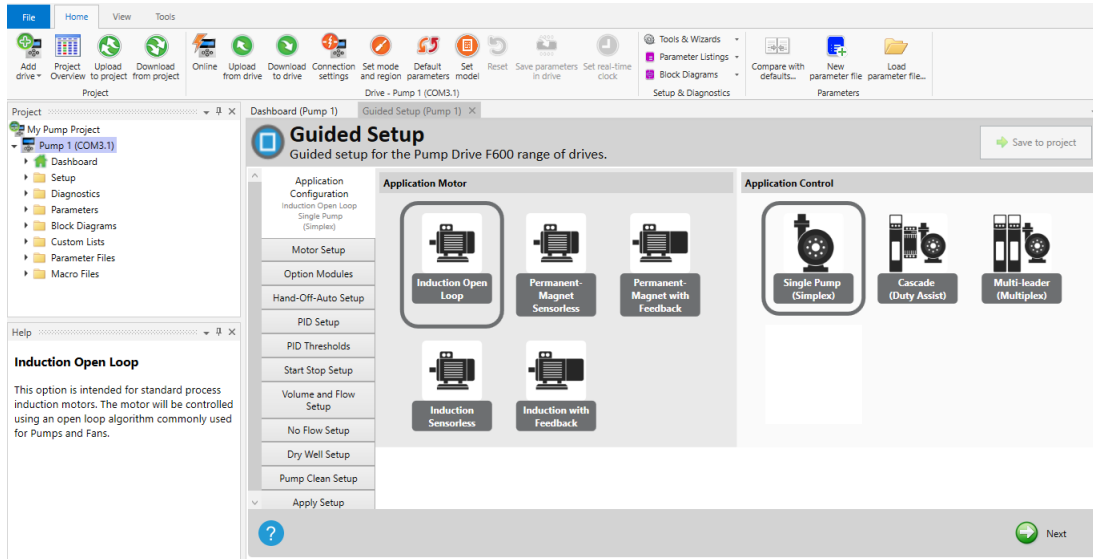 File Home View Tools
Add drive Project Overview Upload to project Download from project Online Upload from drive Download to drive Connection settings Set mode and region Default parameters Set model Reset Save parameters in drive Set real-time clock
Tools & Wizards
Parameter Listings
Block Diagrams
Compare with defaults... New parameter file Load parameter file...
Project Drive - Pump 1 (COM3.1) Setup & Diagnostics Parameters
Project
My Pump Project
Pump 1 (COM3.1)
Dashboard
Setup
Diagnostics
Parameters
Block Diagrams
Custom Lists
Parameter Files
Macro Files
Help
Induction Open Loop
This option is intended for standard process
induction motors. The motor will be controlled
using an open loop algorithm commonly used
for Pumps and Fans.
Dashboard (Pump 1) Guided Setup (Pump 1)
Guided Setup
Guided setup for the Pump Drive F600 range of drives.
Save to project
Application
Configuration
Induction Open Loop
Single Pump
(Simplex)
Motor Setup
Option Modules
Hand-Off-Auto Setup
PID Setup
PID Thresholds
Start Stop Setup
Volume and Flow
Setup
No Flow Setup
Dry Well Setup
Pump Clean Setup
Apply Setup
Application Motor
Induction Open
Loop
Permanent-
Magnet
Sensorless
Permanent-
Magnet with
Feedback
Induction
Sensorless
Induction with
Feedback
Application Control
Single Pump
(Simplex)
Cascade
(Duty Assist)
Multi-leader
(Multiplex)
? Next